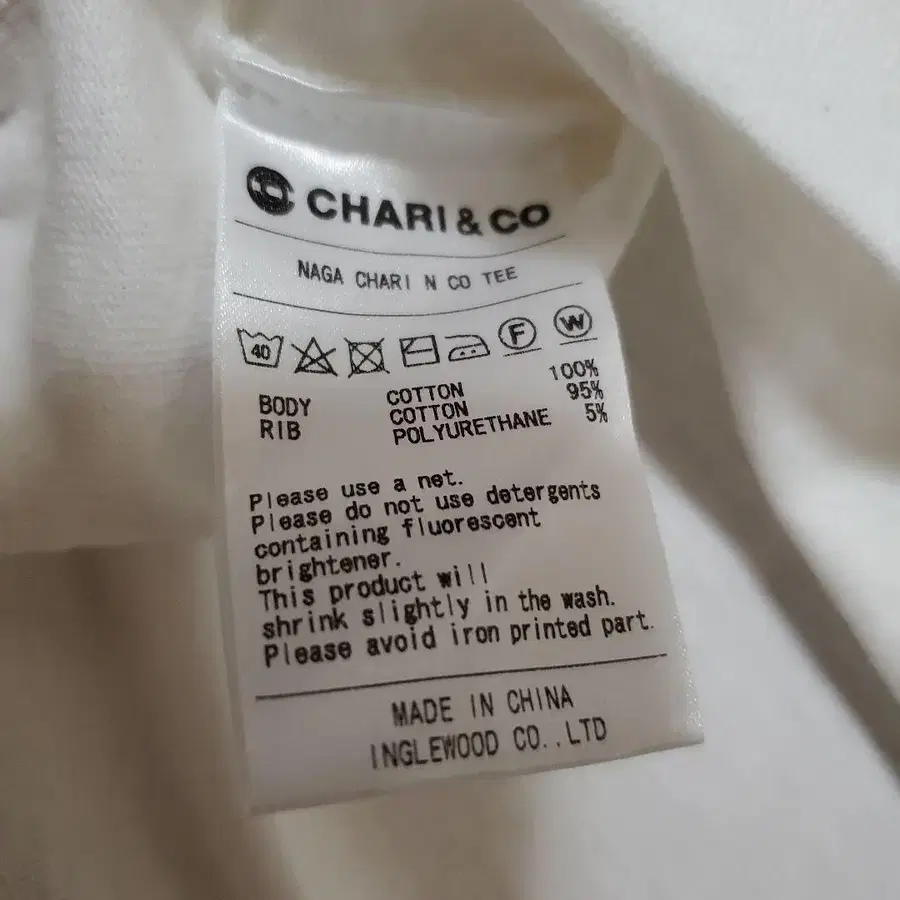 CHARI & CO
NAGA CHARI N CO TEE
40 F W
BODY COTTON 100%
RIB COTTON 95%
POLYURETHANE 5%
Please use a net.
Please do not use detergents
containing fluorescent
brightener.
This product will
shrink slightly in the wash.
Please avoid iron printed part.
MADE IN CHINA
INGLEWOOD CO..LTD